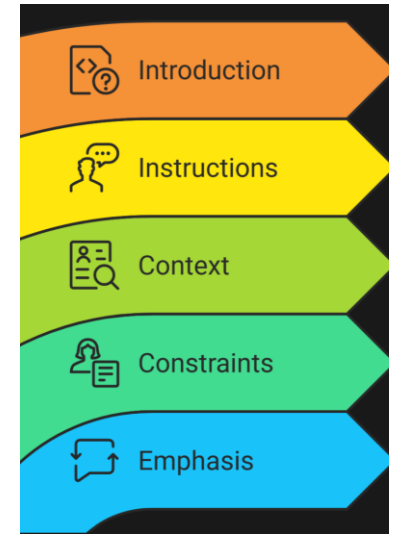 Introduction
Instructions
Context
Constraints
Emphasis